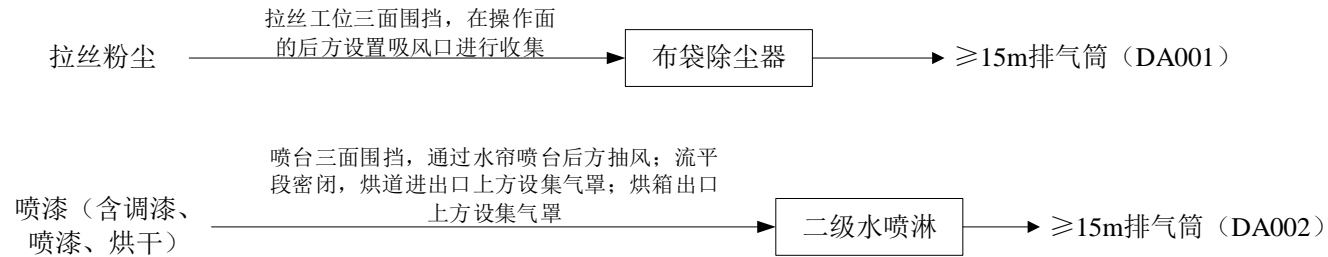 拉丝工位三面围挡，在操作面
的后方设置吸风口进行收集
拉丝粉尘
布袋除尘器
≥15m排气筒（DA001）
喷台三面围挡，通过水帘喷台后方抽风；流平
段密闭，烘道进出口上方设集气罩；烘箱出口
上方设集气罩
喷漆（含调漆、
喷漆、烘干）
二级水喷淋
≥15m排气筒（DA002）